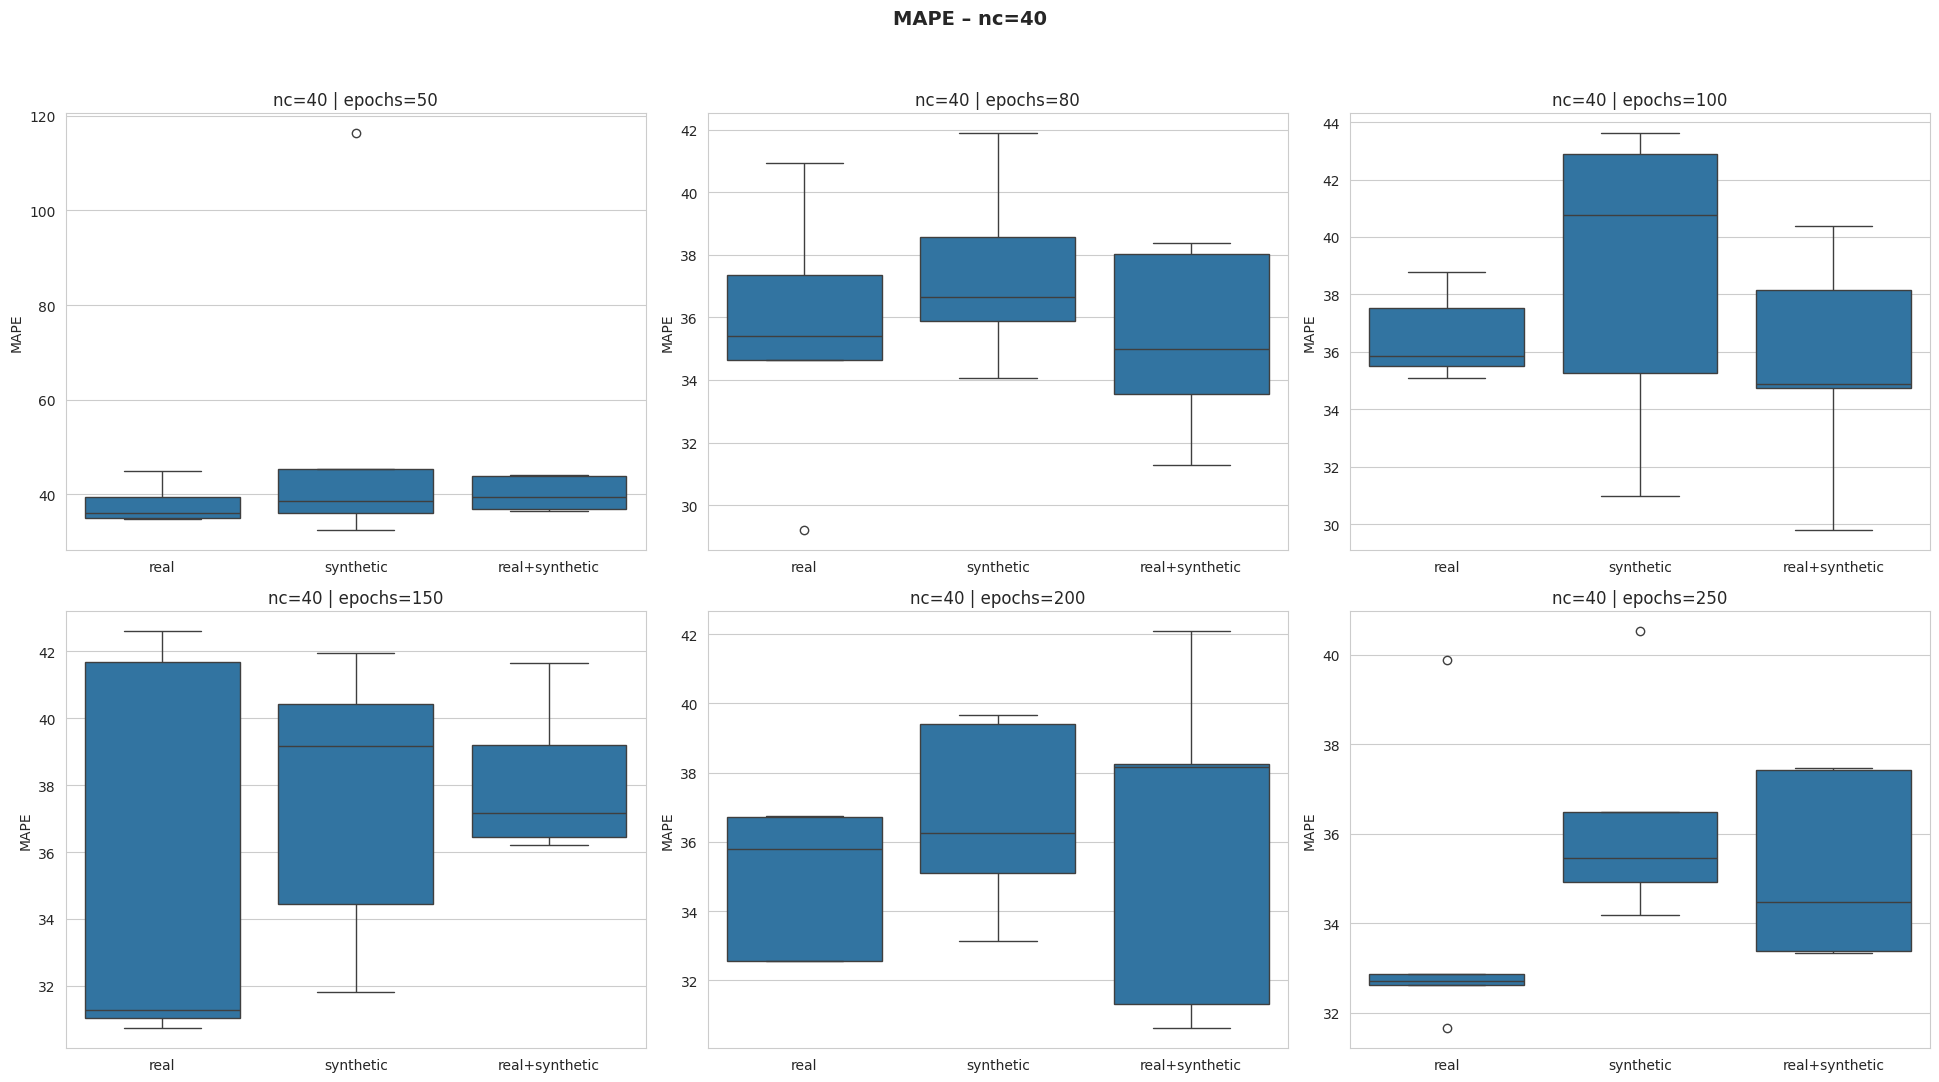 MAPE – nc=40
nc=40 | epochs=50
MAPE
120
100
80
60
40
real synthetic real+synthetic
nc=40 | epochs=80
MAPE
42
40
38
36
34
32
30
real synthetic real+synthetic
nc=40 | epochs=100
MAPE
44
42
40
38
36
34
32
30
real synthetic real+synthetic
nc=40 | epochs=150
MAPE
42
40
38
36
34
32
real synthetic real+synthetic
nc=40 | epochs=200
MAPE
42
40
38
36
34
32
real synthetic real+synthetic
nc=40 | epochs=250
MAPE
40
38
36
34
32
real synthetic real+synthetic